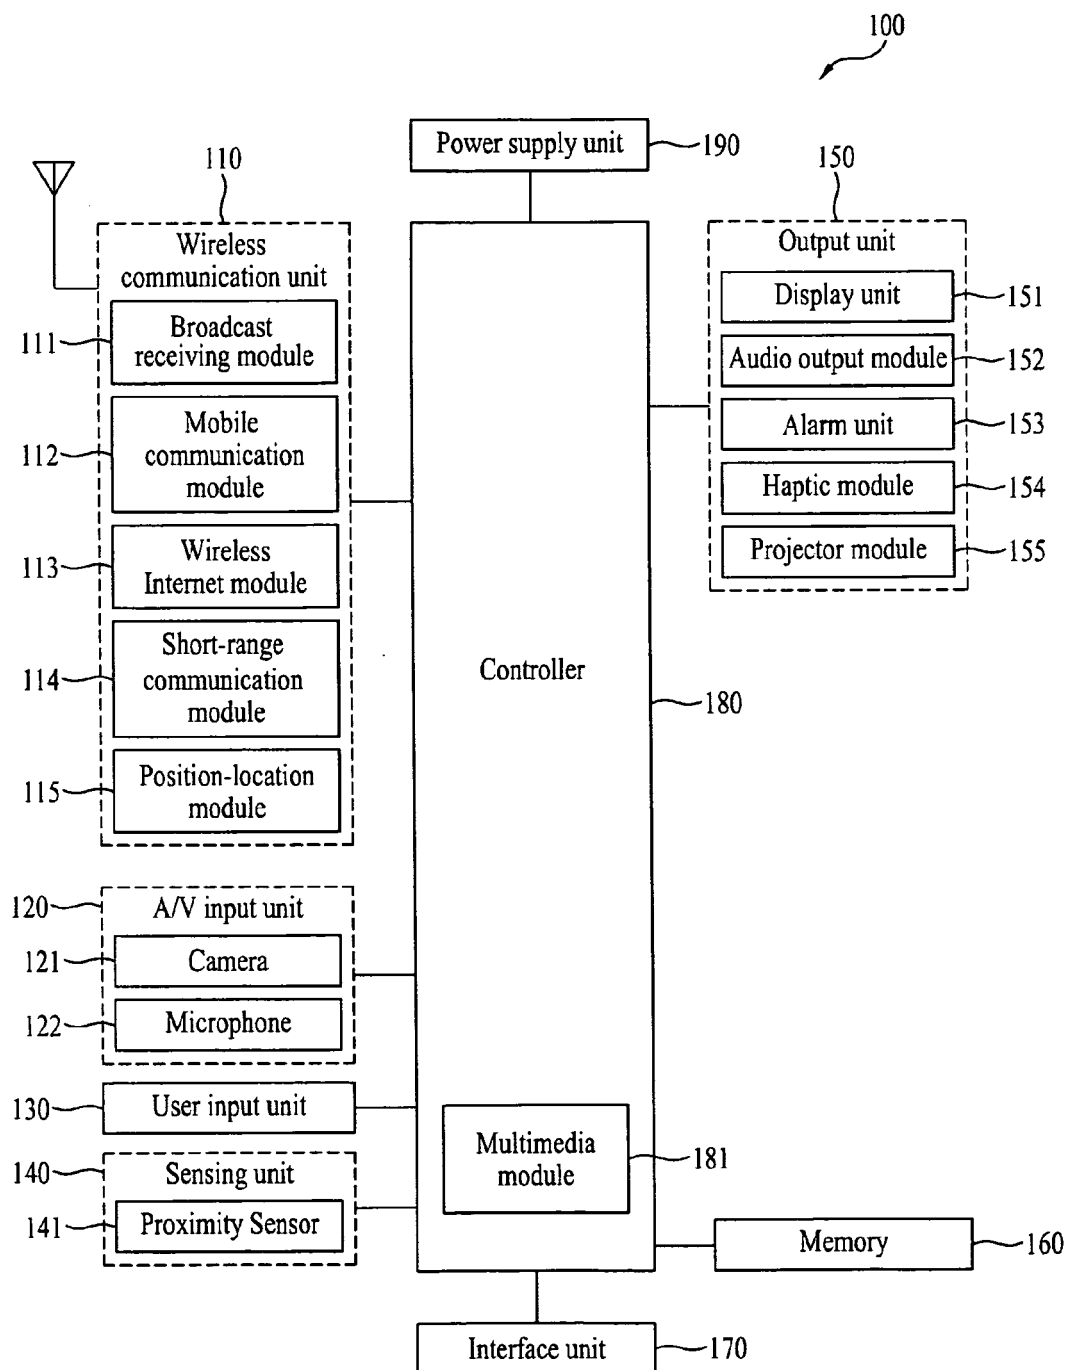 100
Power supply unit
190
110
Wireless
communication unit
111
Broadcast
receiving module
112
Mobile
communication
module
113
Wireless
Internet module
114
Short-range
communication
module
115
Position-location
module
150
Output unit
Display unit
151
Audio output module
152
Alarm unit
153
Haptic module
154
Projector module
155
Controller
180
120
A/V input unit
121
Camera
122
Microphone
130
User input unit
140
Sensing unit
141
Proximity Sensor
Multimedia
module
181
Memory
160
Interface unit
170